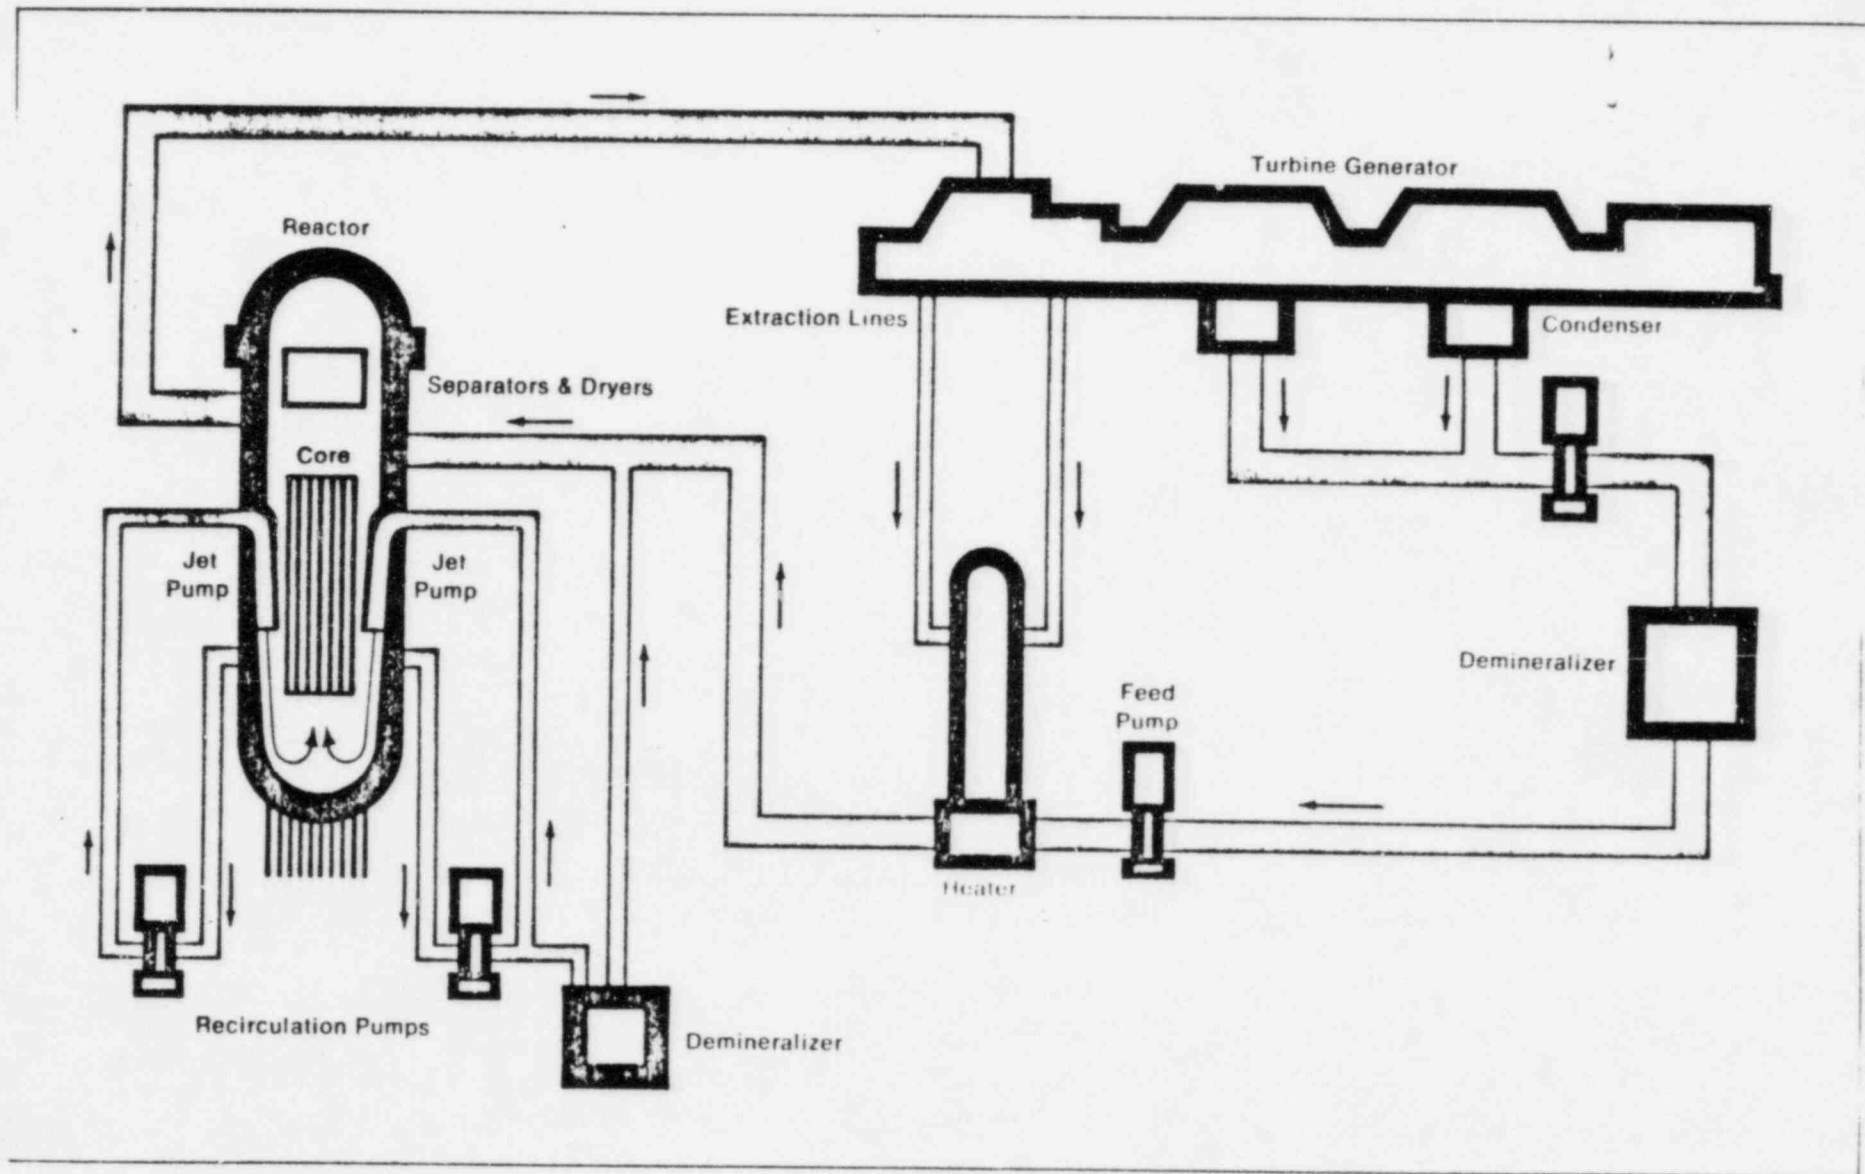 Turbine Generator
Reactor
Extraction Lines
Condenser
Separators & Dryers
Core
Jet
Pump
Jet
Pump
Demineralizer
Feed
Pump
Heater
Recirculation Pumps
Demineralizer